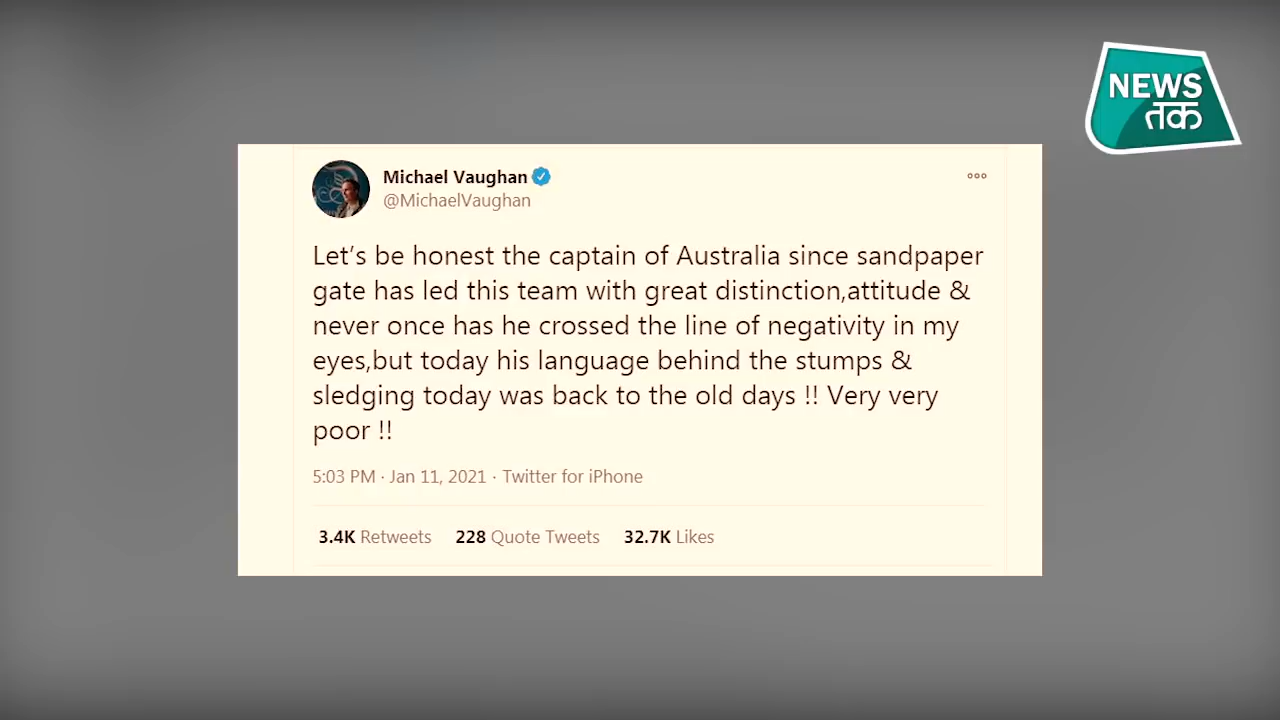 NEWS
तक
Michael Vaughan
@MichaelVaughan
Let’s be honest the captain of Australia since sandpaper
gate has led this team with great distinction,attitude &
never once has he crossed the line of negativity in my
eyes,but today his language behind the stumps &
sledging today was back to the old days !! Very very
poor !!
5:03 PM · Jan 11, 2021 · Twitter for iPhone
3.4K Retweets 228 Quote Tweets 32.7K Likes